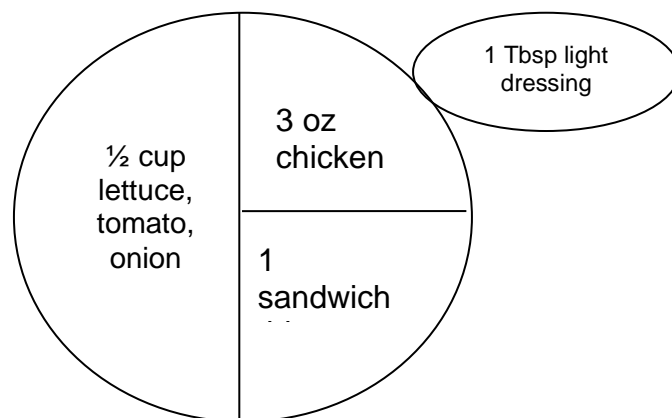 ½ cup
lettuce,
tomato,
onion
3 oz
chicken
1
sandwich
1 Tbsp light
dressing